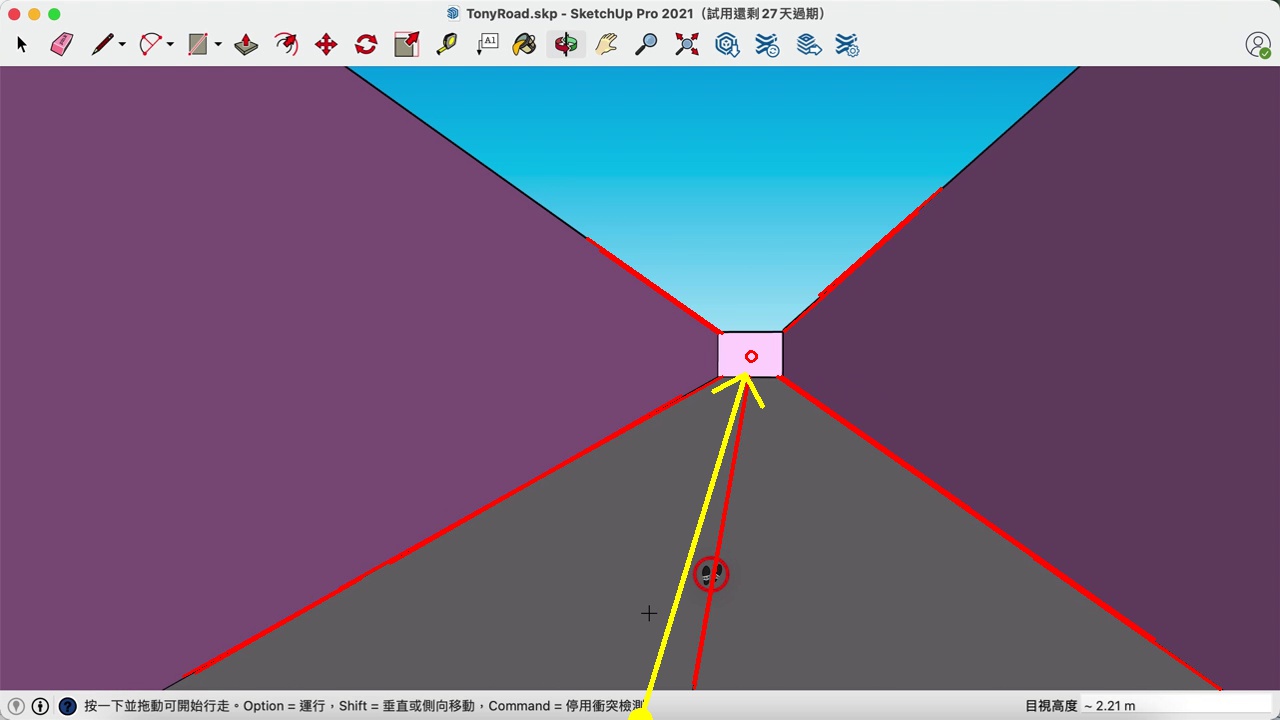 TonyRoad.skp - SketchUp Pro 2021（試用還剩 27 天過期）
A1
按一下並拖動可開始行走。Option = 運行，Shift = 垂直或側向移動，Command = 停用衝突檢測
目視高度 ~ 2.21 m